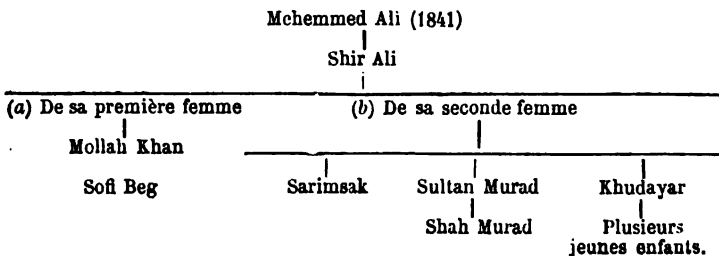 Mchemmed Ali (1841)
Shir Ali
(a) De sa première femme
(b) De sa seconde femme
Mollah Khan
Sofi Beg
Sarimsak
Sultan Murad
Khudayar
Shah Murad
Plusieurs
jeunes enfants.